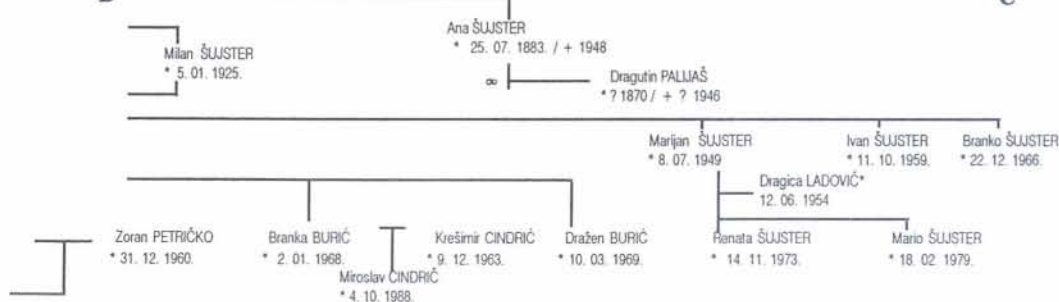 Ana ŠUJSTER
* 25. 07. 1883. / + 1948
Milan ŠUJSTER
* 5. 01. 1925.
∞ Dragutin PALIJAŠ
* ? 1870 / + ? 1946
Marijan ŠUJSTER
* 8. 07. 1949
Ivan ŠUJSTER
* 11. 10. 1959.
Branko ŠUJSTER
* 22. 12. 1966.
Dragica LADOVIĆ*
12. 06. 1954
Zoran PETRIČKO
* 31. 12. 1960.
Branka BURIĆ
* 2. 01. 1968.
Krešimir CINDRIĆ
* 9. 12. 1963.
Dražen BURIĆ
* 10. 03. 1969.
Renata ŠUJSTER
* 14. 11. 1973.
Mario ŠUJSTER
* 18. 02. 1979.
Miroslav CINDRIĆ
* 4. 10. 1988.